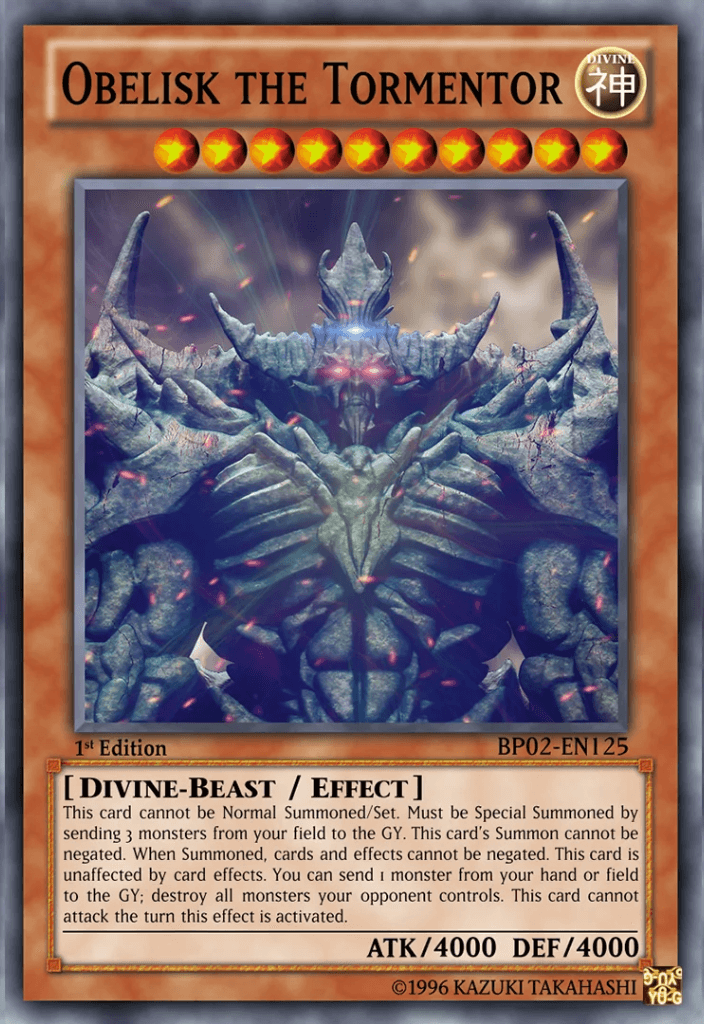 OBELISK THE TORMENTOR
DIVINE
神
1st Edition
BP02-EN125
[ DIVINE-BEAST / EFFECT ]
This card cannot be Normal Summoned/Set. Must be Special Summoned by
sending 3 monsters from your field to the GY. This card's Summon cannot be
negated. When Summoned, cards and effects cannot be negated. This card is
unaffected by card effects. You can send 1 monster from your hand or field
to the GY; destroy all monsters your opponent controls. This card cannot
attack the turn this effect is activated.
ATK/4000 DEF/4000
©1996 KAZUKI TAKAHASHI